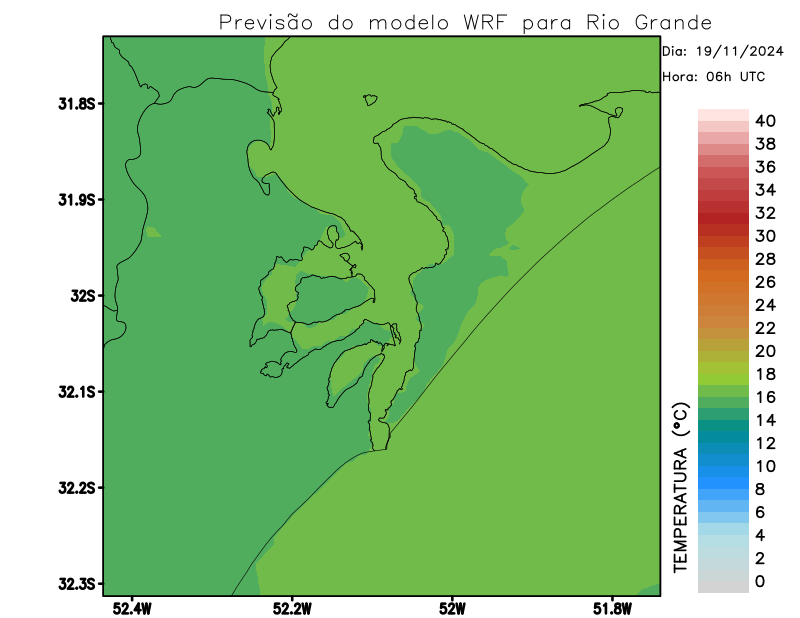 Previsão do modelo WRF para Rio Grande
Dia: 19/11/2024
Hora: 06h UTC
31.8S
31.9S
32S
32.1S
32.2S
32.3S
52.4W
52.2W
52W
51.8W
TEMPERATURA (°C)
40
38
36
34
32
30
28
26
24
22
20
18
16
14
12
10
8
6
4
2
0